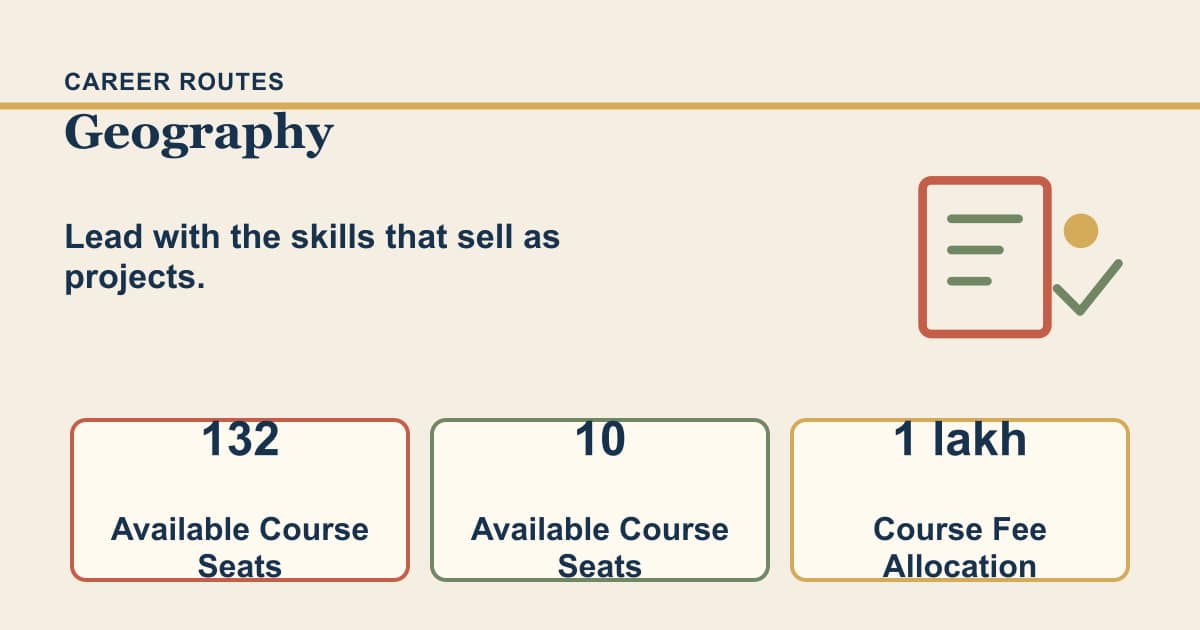 CAREER ROUTES
Geography
Lead with the skills that sell as
projects.
132
Available Course
Seats
10
Available Course
Seats
1 lakh
Course Fee
Allocation